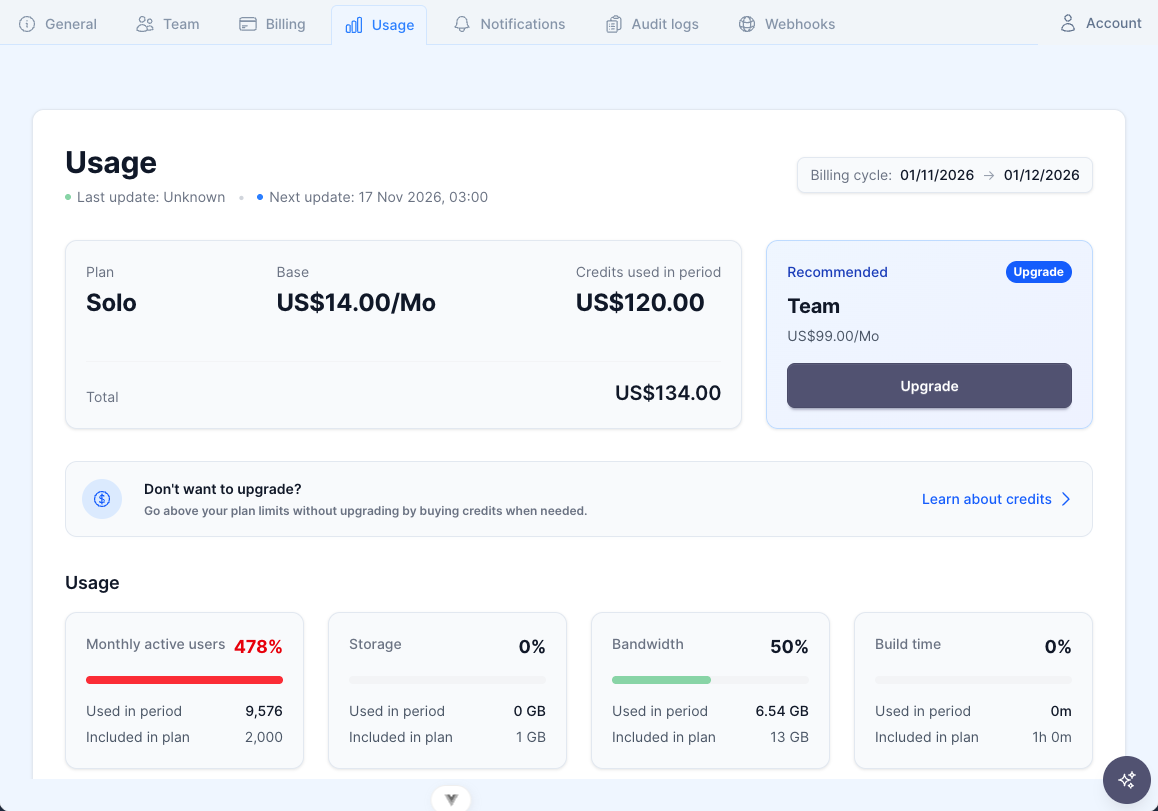 General Team Billing Usage Notifications Audit logs Webhooks Account
Usage
Last update: Unknown • Next update: 17 Nov 2026, 03:00
Billing cycle: 01/11/2026 → 01/12/2026
Plan Base Credits used in period
Solo US$14.00/Mo US$120.00
Total US$134.00
Recommended Upgrade
Team
US$99.00/Mo
Upgrade
Don't want to upgrade?
Go above your plan limits without upgrading by buying credits when needed.
Learn about credits
Usage
Monthly active users 478%
Used in period 9,576
Included in plan 2,000
Storage 0%
Used in period 0 GB
Included in plan 1 GB
Bandwidth 50%
Used in period 6.54 GB
Included in plan 13 GB
Build time 0%
Used in period 0m
Included in plan 1h 0m